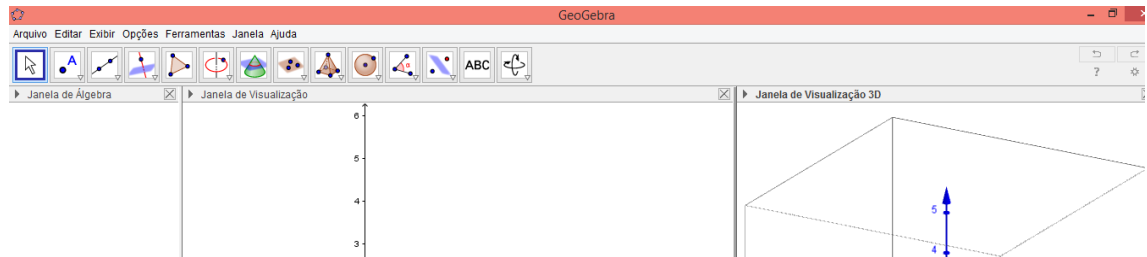 GeoGebra
Arquivo Editar Exibir Opções Ferramentas Janela Ajuda
A
α
ABC
?
Janela de Álgebra
Janela de Visualização
Janela de Visualização 3D
6
5
4
3
5
4